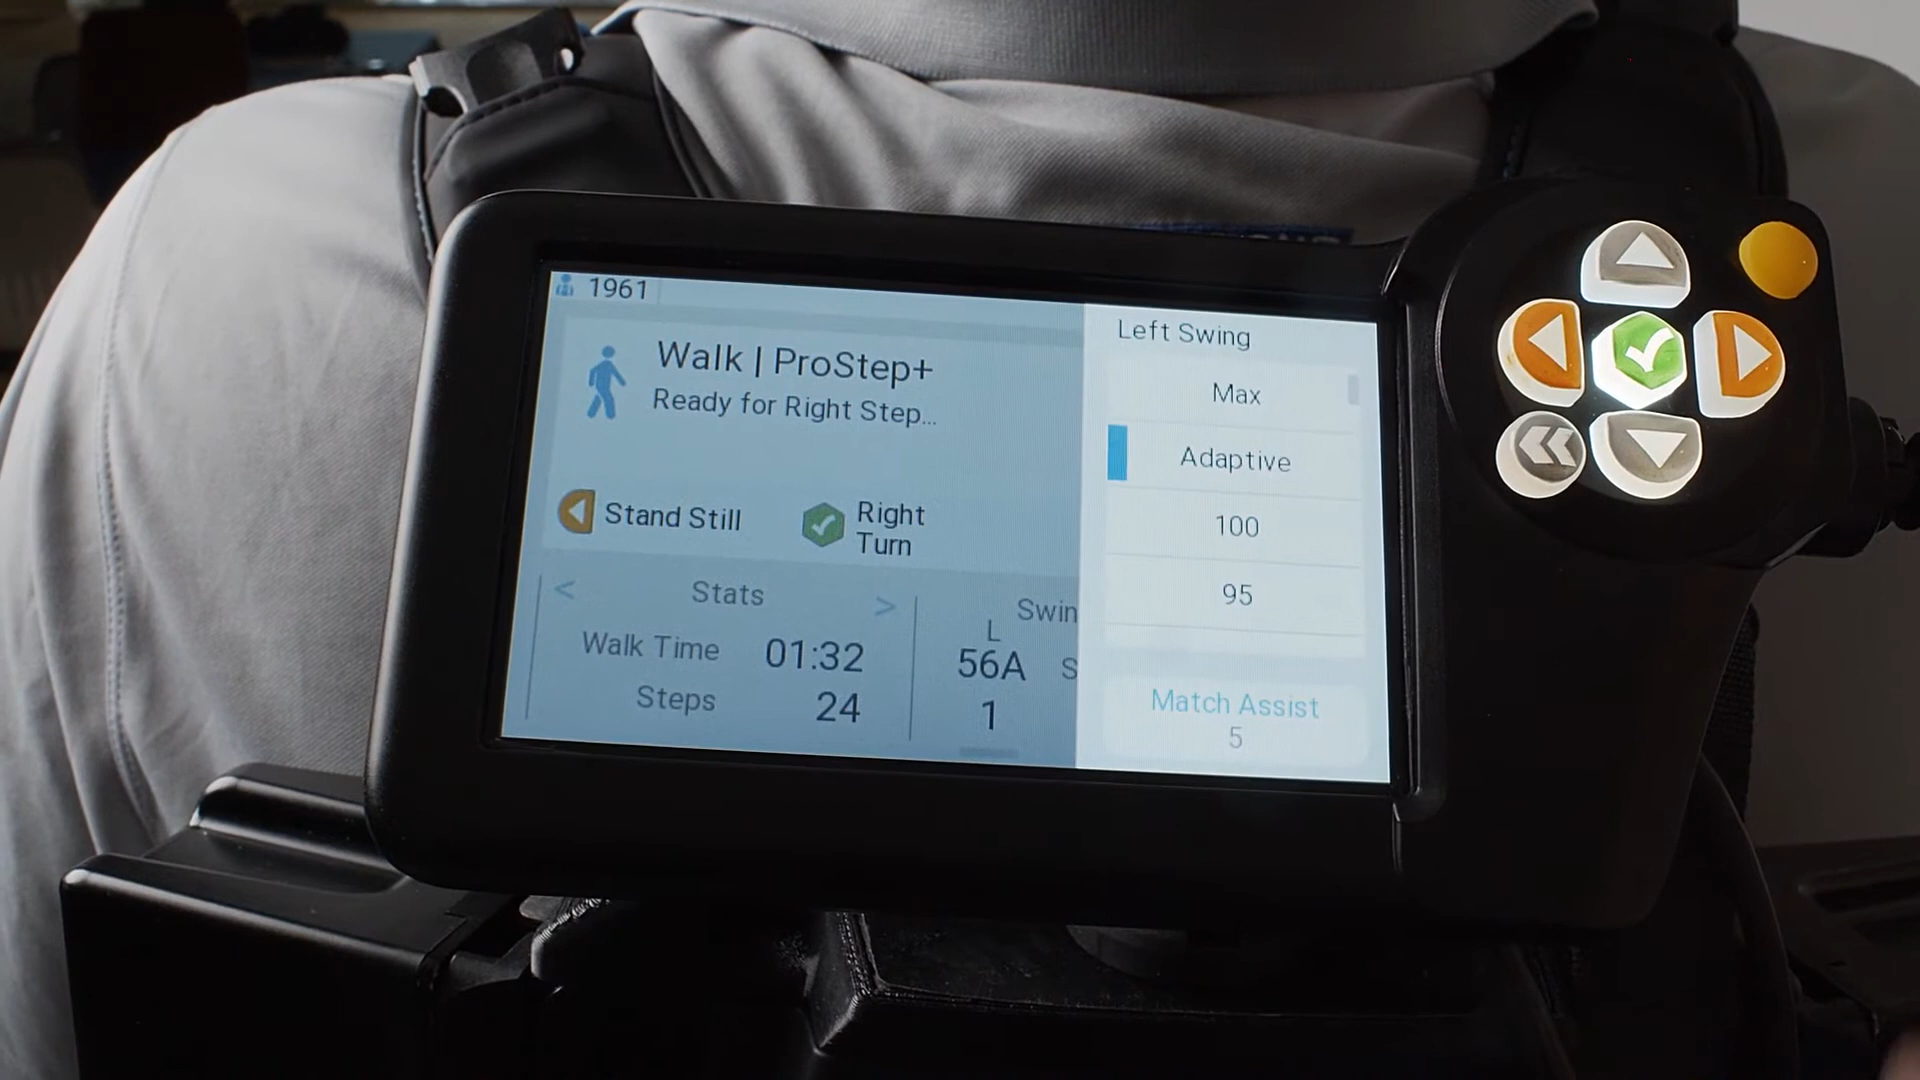 1961
Walk | ProStep+
Ready for Right Step...
Stand Still
Right
Turn
< Stats >
Walk Time 01:32
Steps 24
Swin
L
56A S
1
Left Swing
Max
Adaptive
100
95
Match Assist
5